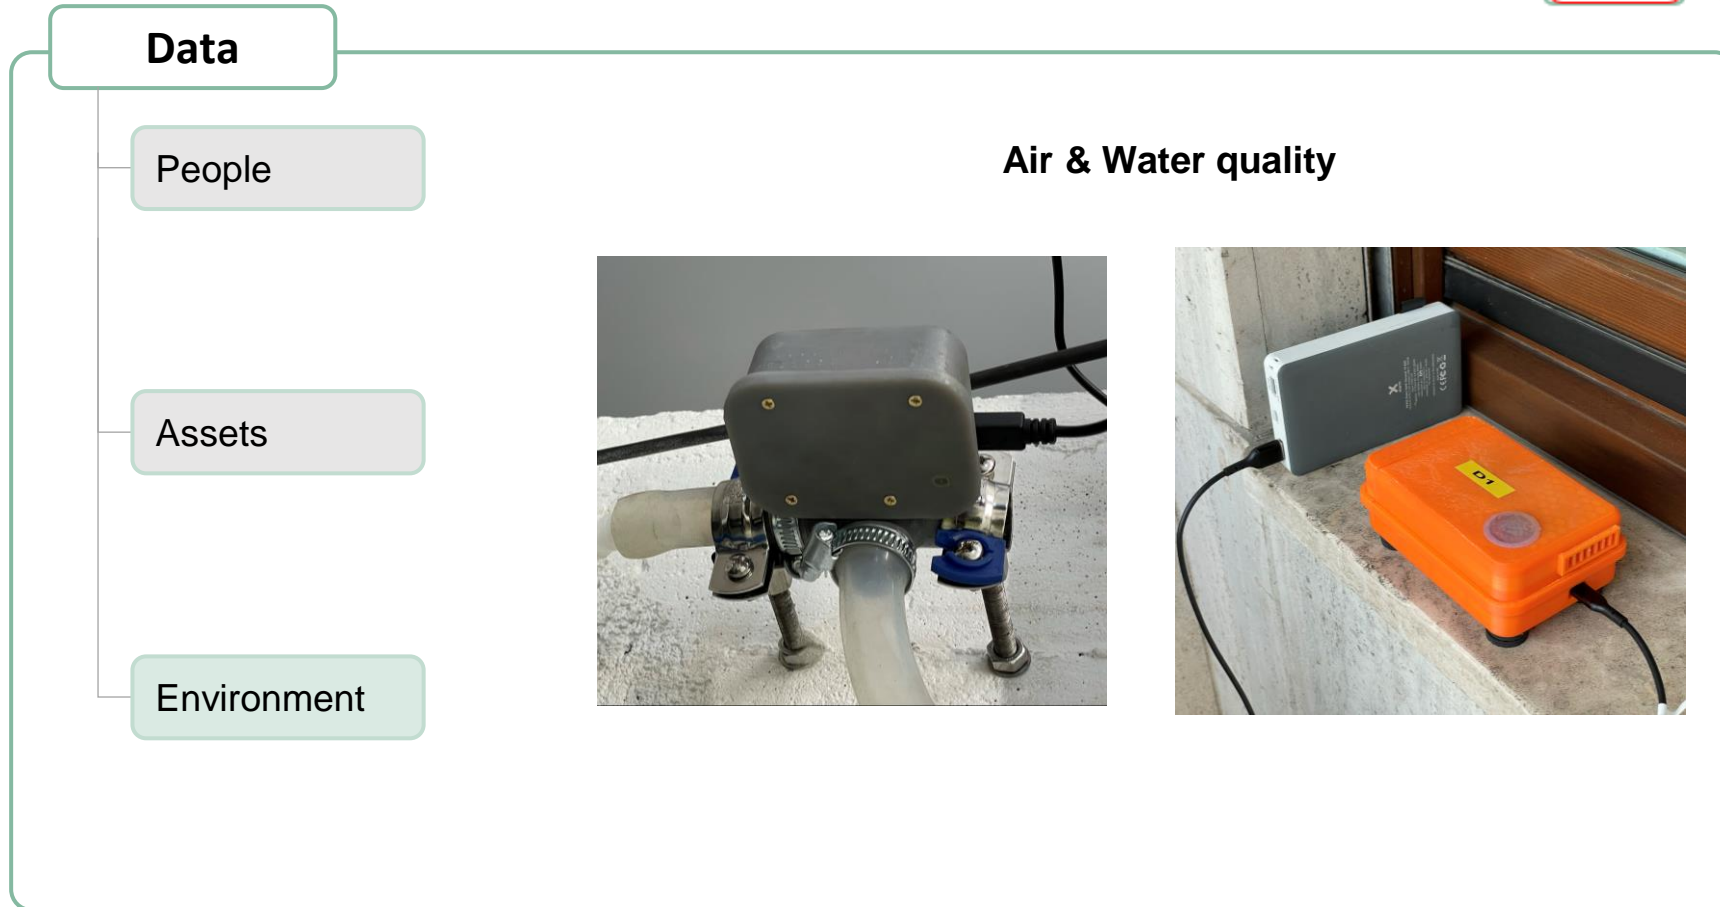 Data
People
Air & Water quality
Assets
Environment
D1